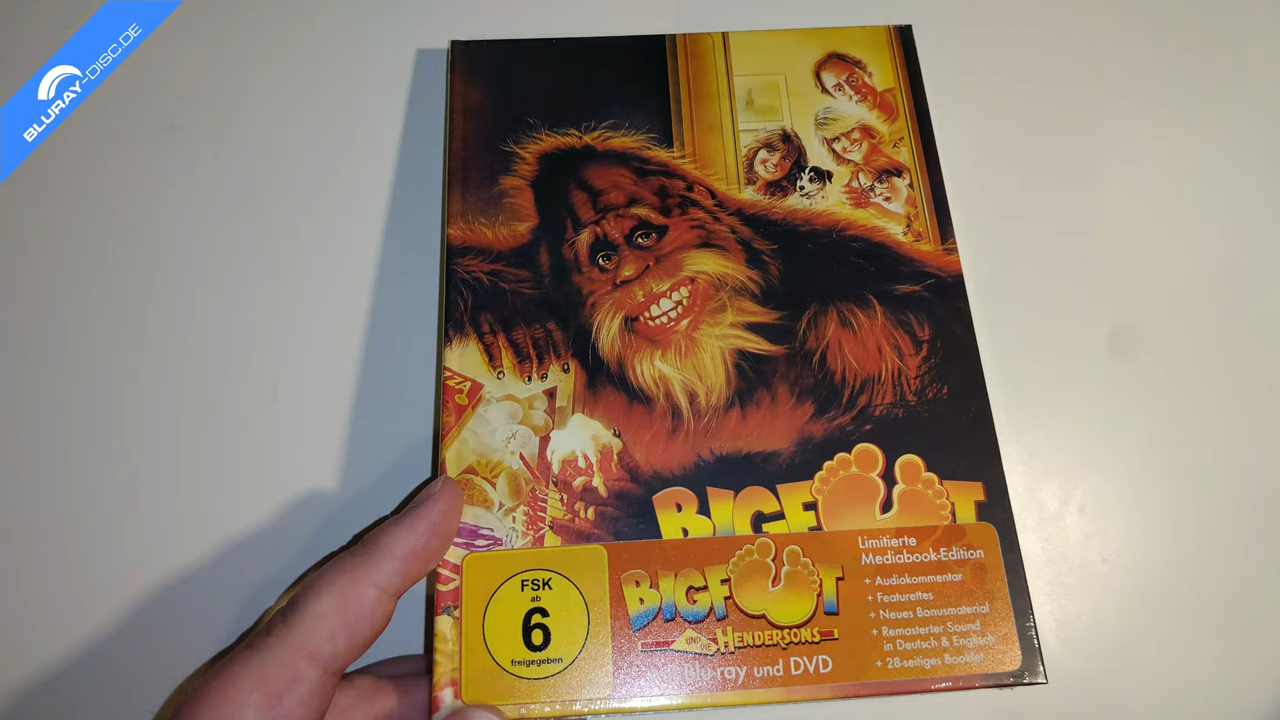 BLURAY-DISC.DE
ZZA
BIGFOOT
FSK
ab
6
freigegeben
BIGFOOT
UND DIE
HENDERSONS
Blu-ray und DVD
Limitierte
Mediabook-Edition
+ Audiokommentar
+ Featurettes
+ Neues Bonusmaterial
+ Remasterter Sound
in Deutsch & Englisch
+ 28-seitiges Booklet